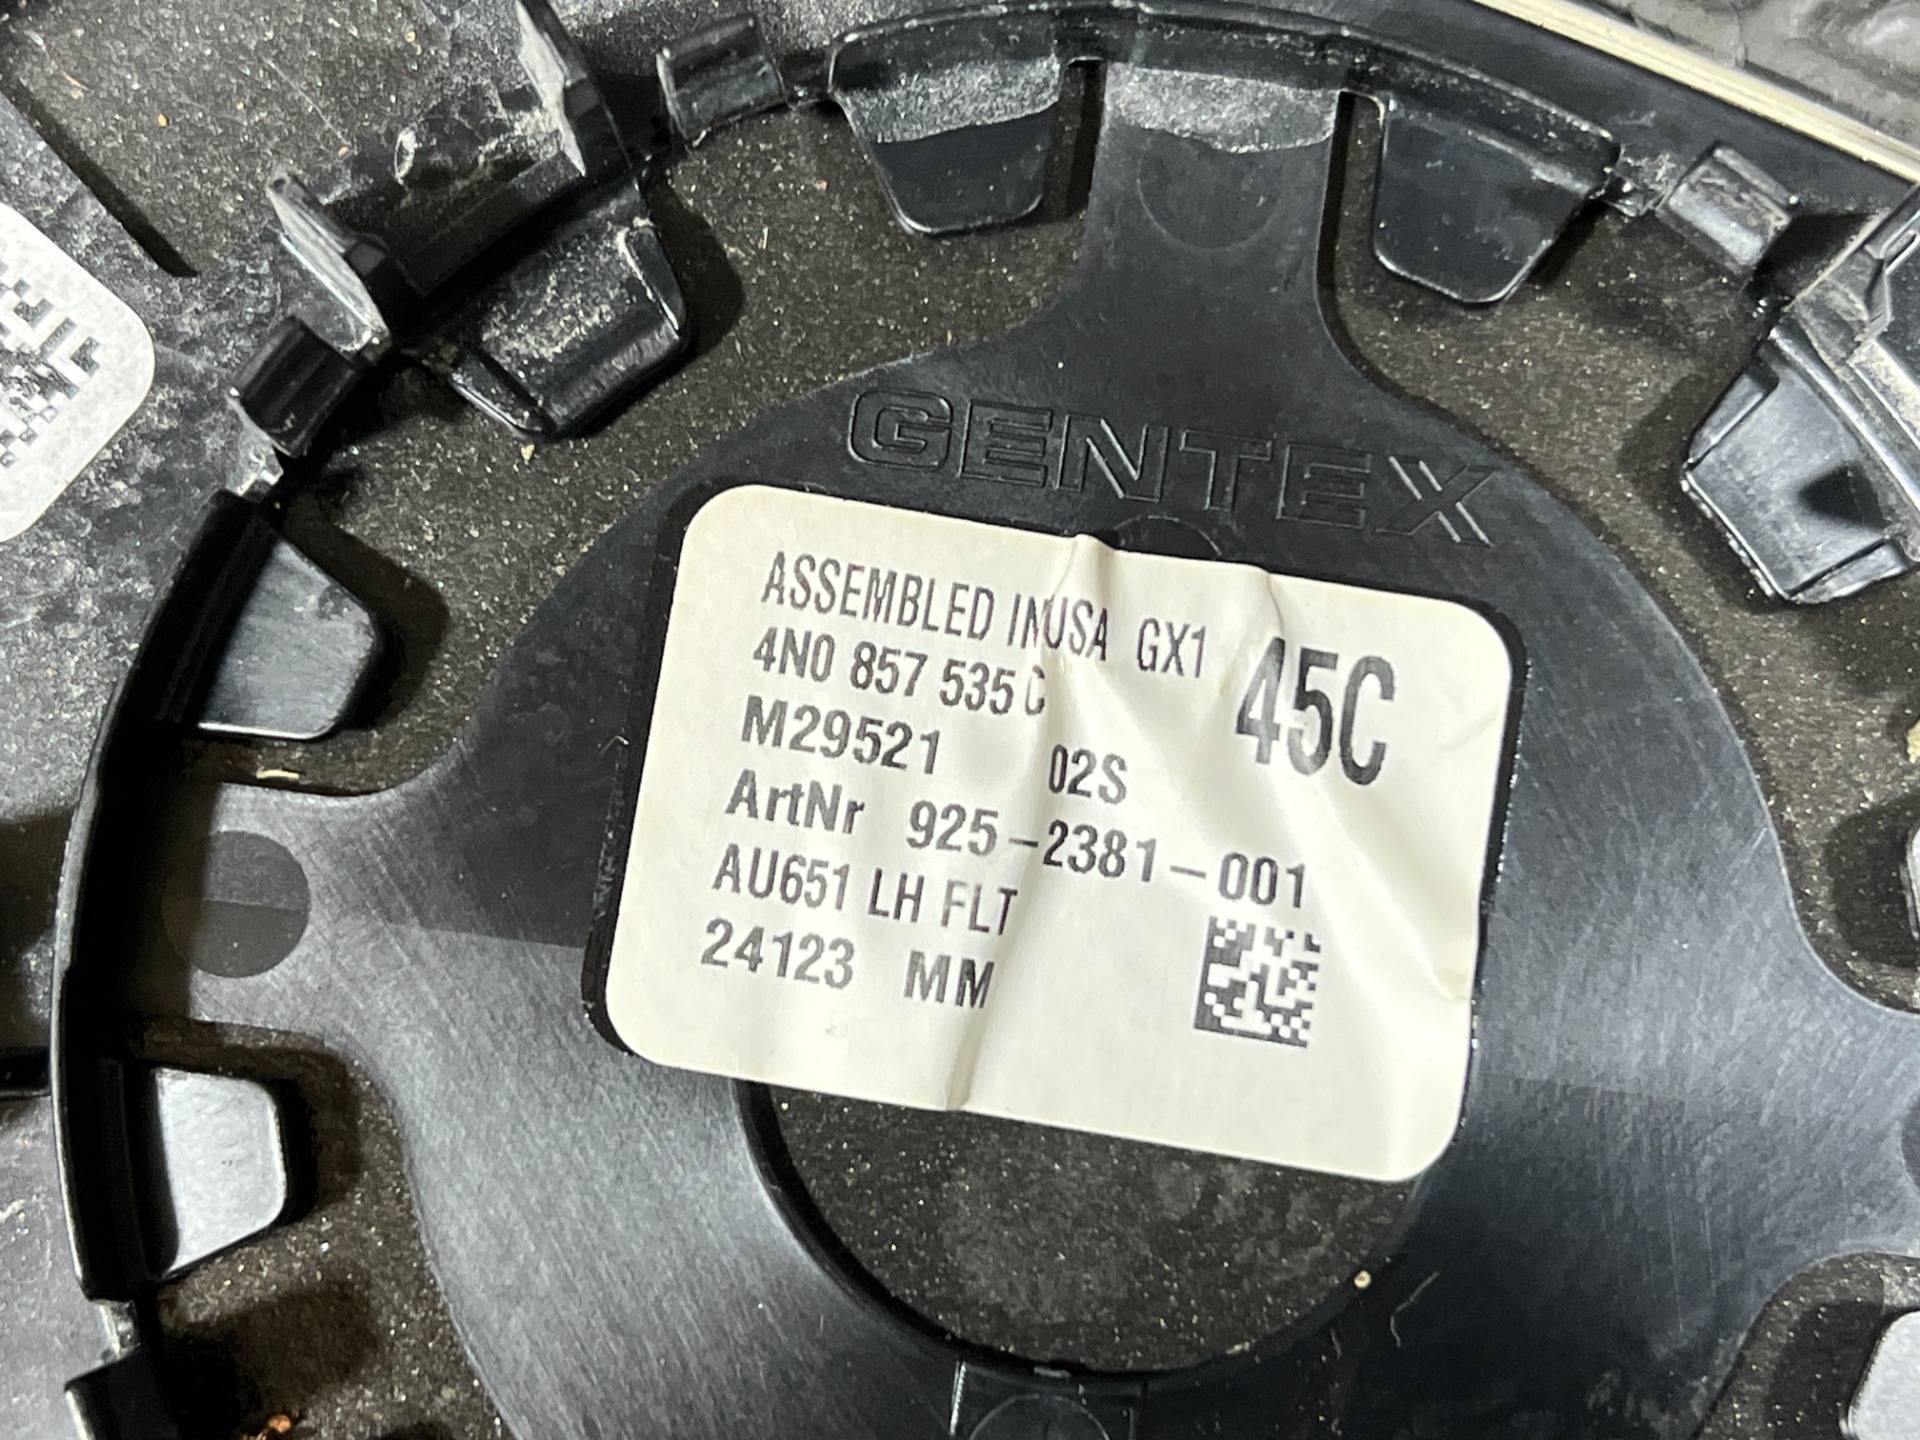 GENTEX
ASSEMBLED IN USA GX1
4N0 857 535 C 45C
M29521 02S
ArtNr 925-2381-001
AU651 LH FLT
24123 MM